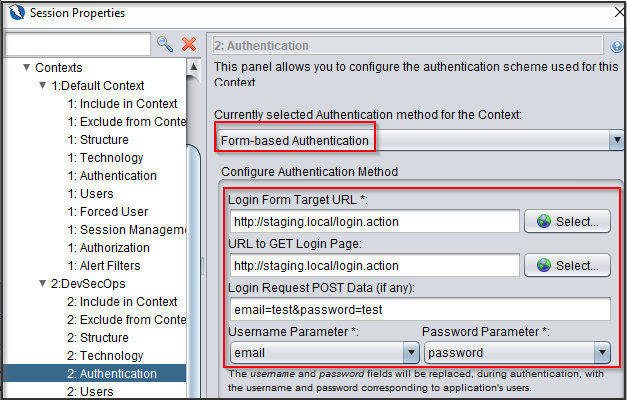 Session Properties
Contexts
1:Default Context
1: Include in Context
1: Exclude from Conte
1: Structure
1: Technology
1: Authentication
1: Users
1: Forced User
1: Session Managem
1: Authorization
1: Alert Filters
2:DevSecOps
2: Include in Context
2: Exclude from Conte
2: Structure
2: Technology
2: Authentication
2: Users
2: Authentication
This panel allows you to configure the authentication scheme used for this
Context.
Currently selected Authentication method for the Context:
Form-based Authentication
Configure Authentication Method
Login Form Target URL *:
http://staging.local/login.action
Select...
URL to GET Login Page:
http://staging.local/login.action
Select...
Login Request POST Data (if any):
email=test&password=test
Username Parameter *:
Password Parameter *:
email
password
The username and password fields will be replaced, during authentication, with
the username and password corresponding to application's users.